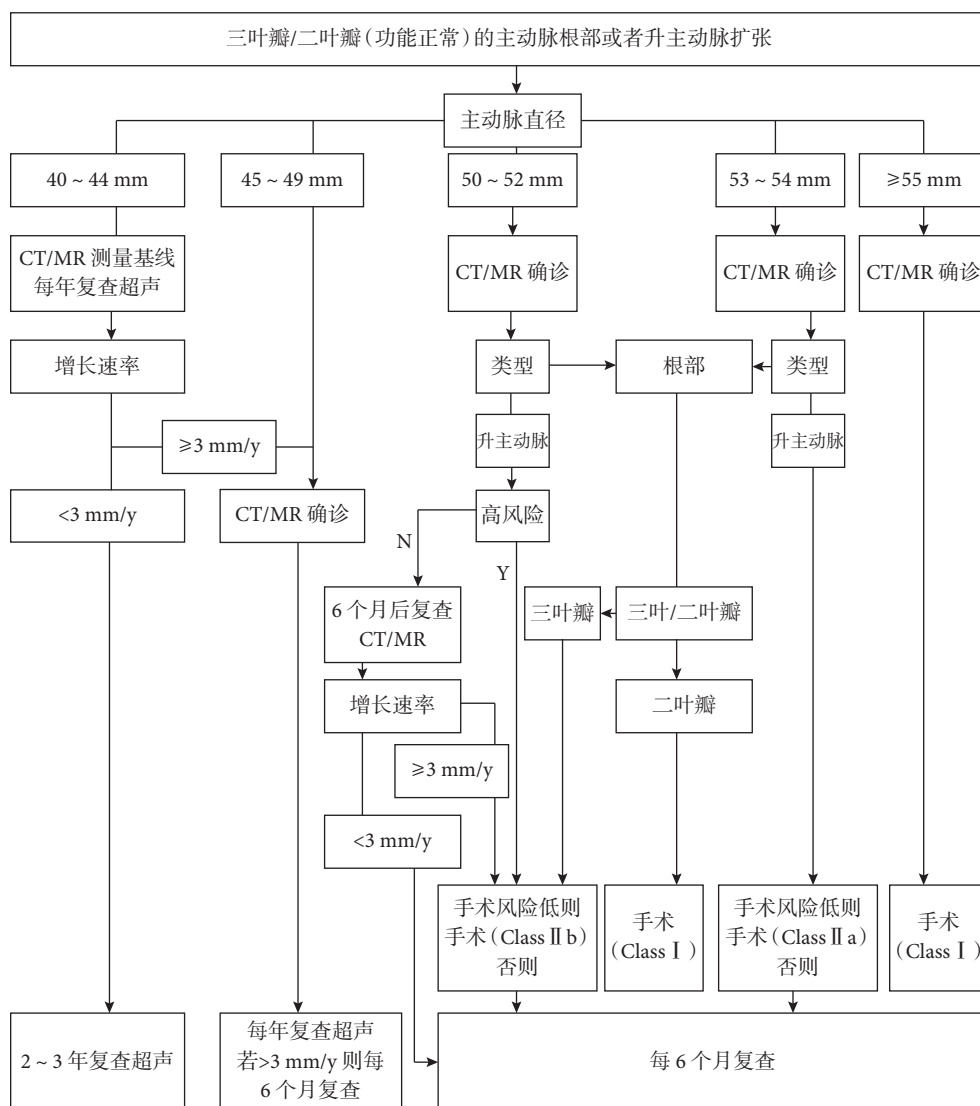 三叶瓣/二叶瓣(功能正常)的主动脉根部或者升主动脉扩张
主动脉直径
40 ~ 44 mm
45 ~ 49 mm
50 ~ 52 mm
53 ~ 54 mm
≥55 mm
CT/MR 测量基线
每年复查超声
CT/MR 确诊
CT/MR 确诊
CT/MR 确诊
增长速率
类型
根部
类型
≥3 mm/y
升主动脉
升主动脉
<3 mm/y
CT/MR 确诊
高风险
N
Y
6 个月后复查
CT/MR
三叶瓣
三叶/二叶瓣
增长速率
二叶瓣
≥3 mm/y
<3 mm/y
手术风险低则
手术(ClassⅡb)
否则
手术
(ClassⅠ)
手术风险低则
手术(ClassⅡa)
否则
手术
(ClassⅠ)
2 ~ 3 年复查超声
每年复查超声
若>3 mm/y 则每
6 个月复查
每 6 个月复查